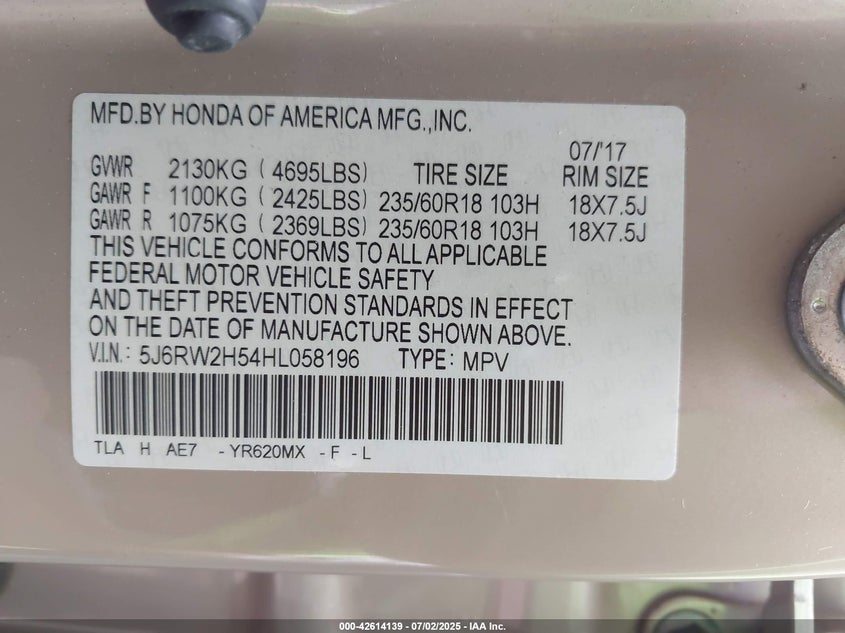 MFD.BY HONDA OF AMERICA MFG.,INC.
07/'17
GVWR 2130KG ( 4695LBS) TIRE SIZE RIM SIZE
GAWR F 1100KG ( 2425LBS) 235/60R18 103H 18X7.5J
GAWR R 1075KG ( 2369LBS) 235/60R18 103H 18X7.5J
THIS VEHICLE CONFORMS TO ALL APPLICABLE
FEDERAL MOTOR VEHICLE SAFETY
AND THEFT PREVENTION STANDARDS IN EFFECT
ON THE DATE OF MANUFACTURE SHOWN ABOVE.
V.I.N.: 5J6RW2H54HL058196 TYPE: MPV
TLA H AE7 -YR620MX -F -L
000-42614139 - 07/02/2025 - IAA Inc.